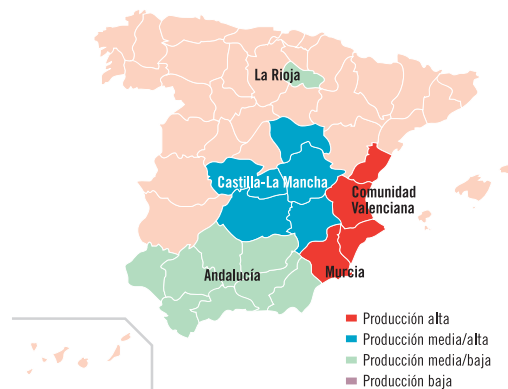 La Rioja
Castilla-La Mancha
Comunidad
Valenciana
Andalucía
Murcia
Producción alta
Producción media/alta
Producción media/baja
Producción baja